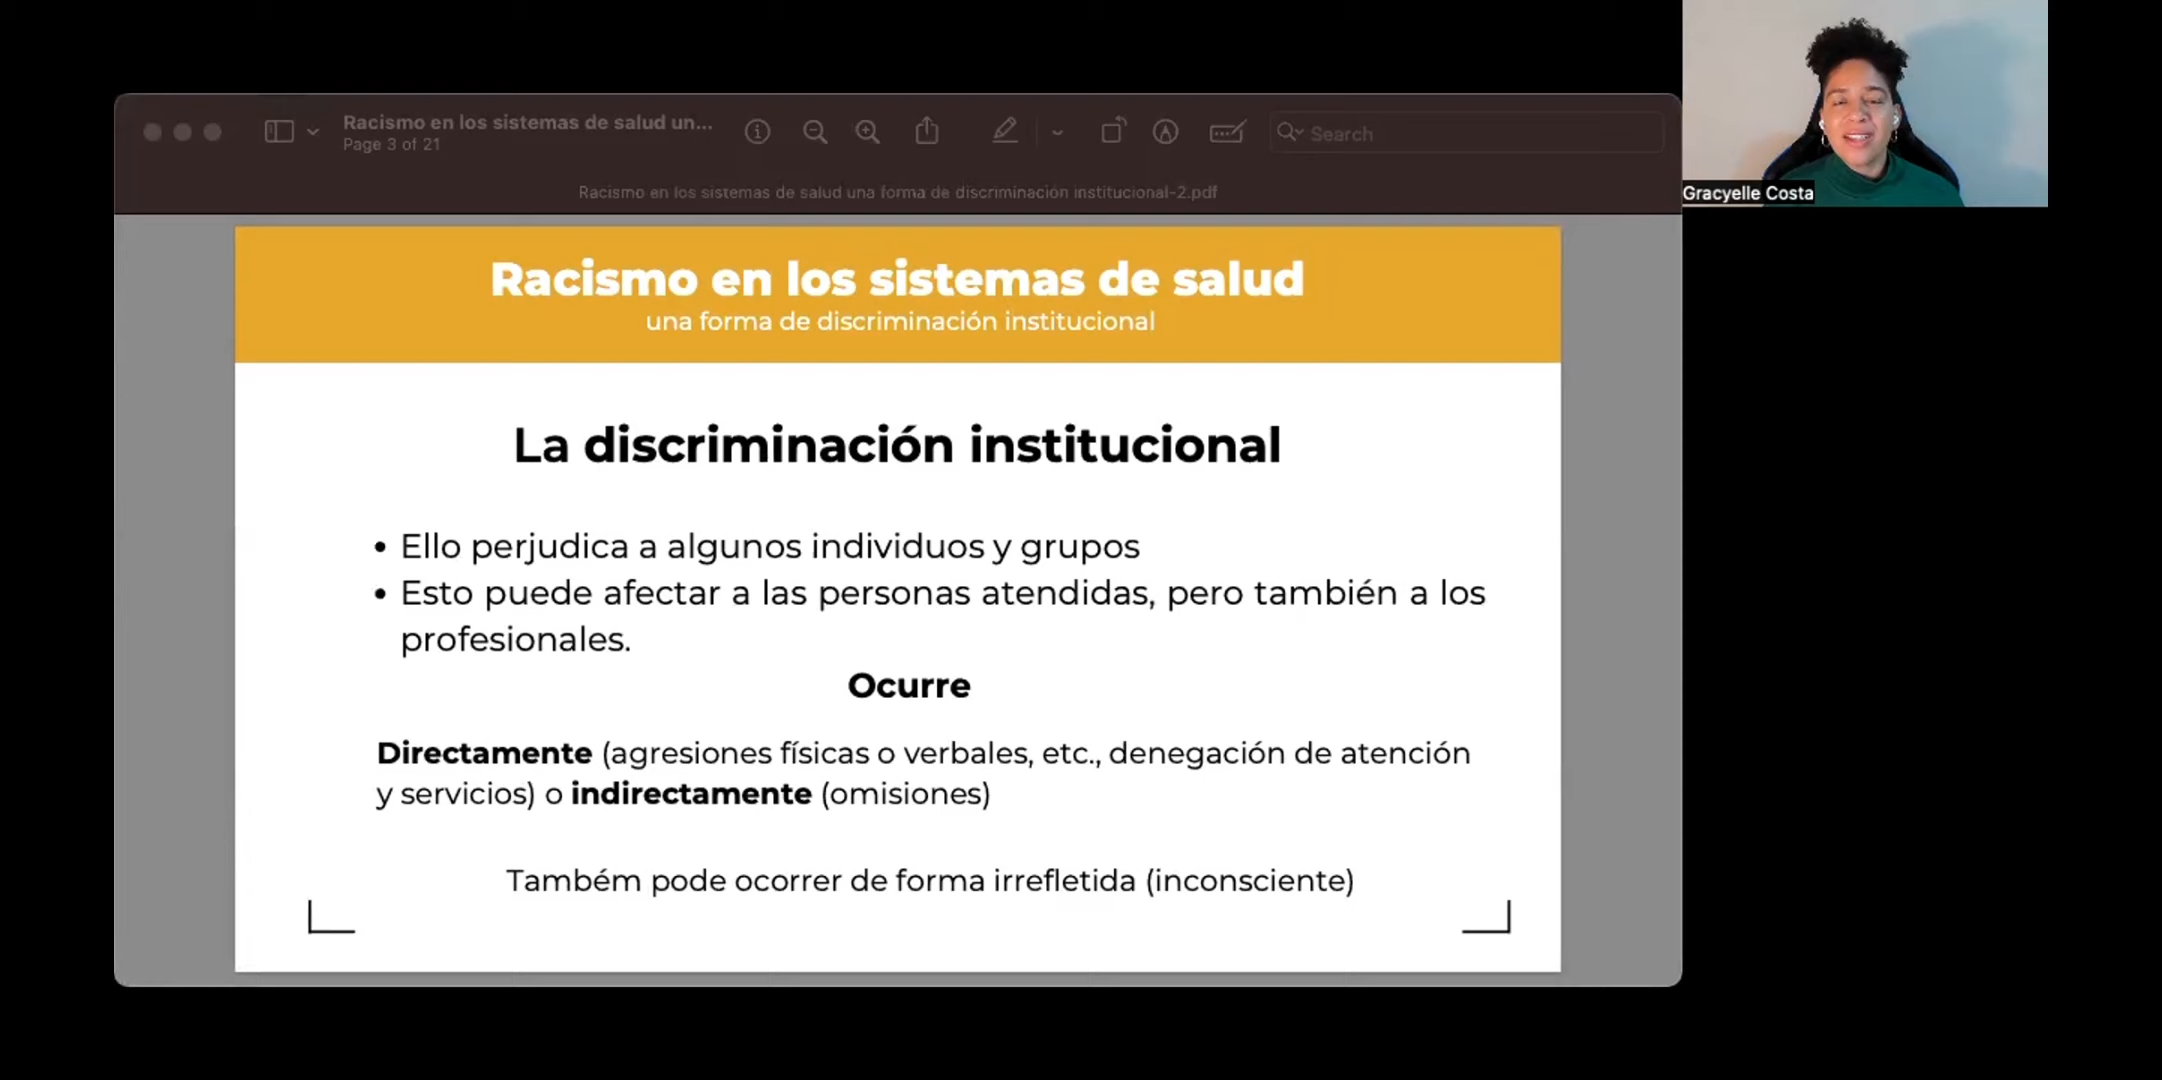 Racismo en los sistemas de salud un...
Page 3 of 21
Search
Racismo en los sistemas de salud una forma de discriminación institucional-2.pdf
Gracyelle Costa
Racismo en los sistemas de salud
una forma de discriminación institucional
La discriminación institucional
• Ello perjudica a algunos individuos y grupos
• Esto puede afectar a las personas atendidas, pero también a los
profesionales.
Ocurre
Directamente (agresiones físicas o verbales, etc., denegación de atención
y servicios) o indirectamente (omisiones)
També​m pode ocorrer de forma irrefletida (inconsciente)